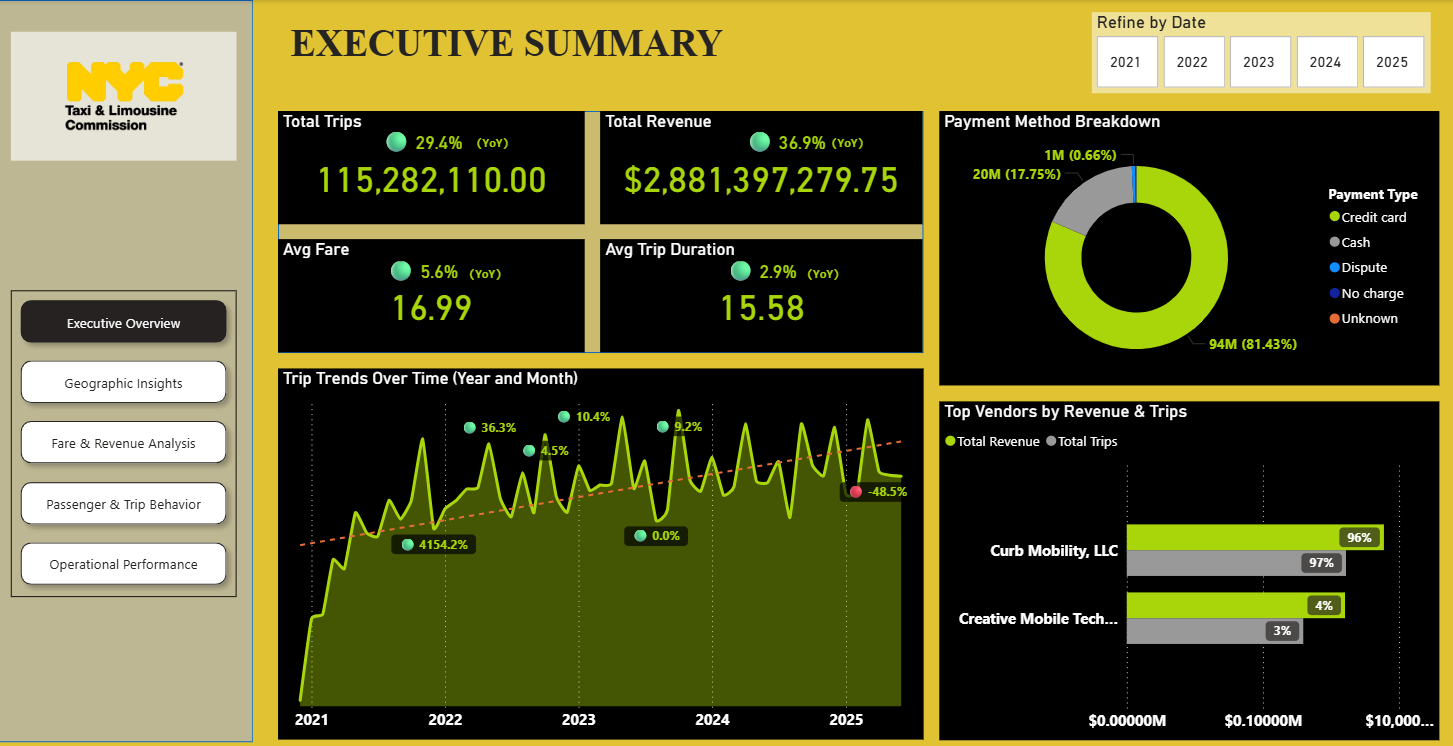 NYC
Taxi & Limousine
Commission
Executive Overview
Geographic Insights
Fare & Revenue Analysis
Passenger & Trip Behavior
Operational Performance
EXECUTIVE SUMMARY
Refine by Date
2021 2022 2023 2024 2025
Total Trips
29.4% (YoY)
115,282,110.00
Total Revenue
36.9% (YoY)
$2,881,397,279.75
Avg Fare
5.6% (YoY)
16.99
Avg Trip Duration
2.9% (YoY)
15.58
Payment Method Breakdown
1M (0.66%)
20M (17.75%)
94M (81.43%)
Payment Type
Credit card
Cash
Dispute
No charge
Unknown
Trip Trends Over Time (Year and Month)
4154.2%
36.3%
4.5%
10.4%
0.0%
9.2%
-48.5%
2021 2022 2023 2024 2025
Top Vendors by Revenue & Trips
Total Revenue Total Trips
Curb Mobility, LLC
96%
97%
Creative Mobile Tech...
4%
3%
$0.00000M $0.10000M $10,000...